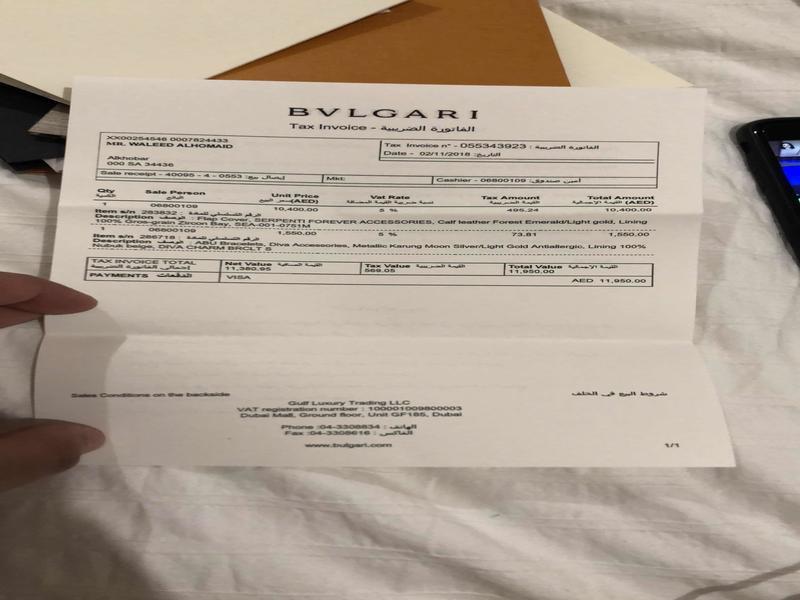 BVLGARI
Tax Invoice - الفاتورة الضريبية
XX00254546 0007824433
MR. WALEED ALHOMAID
Alkhobar
000 SA 34436
Tax Invoice n° - 055343923 : الفاتورة الضريبية
Date - 02/11/2018 :التاريخ
Sale receipt - 40095 - 4 - 0553 :إيصال بيع
Mkt:
Cashier - 06800109 :أمين صندوق
Qty Sale Person Unit Price Vat Rate Tax Amount Total Amount
الكمية البائع سعر البيع(AED) نسبة ضريبة القيمة المضافة القيمة الضريبية القيمة الاجمالية (AED)
1 06800109 10,400.00 5 % 495.24 10,400.00
Item s/n 283832 : الرقم التسلسلي للمادة
Description الوصف : Flap Cover, SERPENTI FOREVER ACCESSORIES, Calf leather Forest Emerald/Light gold, Lining
100% Gros-grain Zircon Bay, SEA-001-0751M
1 06800109 1,550.00 5 % 73.81 1,550.00
Item s/n 286718 : الرقم التسلسلي للمادة
Description الوصف : ABU Bracelets, Diva Accessories, Metallic Karung Moon Silver/Light Gold Antiallergic, Lining 100%
Nubuk beige, DIVA CHARM BRCLT S
TAX INVOICE TOTAL
إجمالي الفاتورة الضريبية
Net Value القيمة الصافية
11,380.95
Tax Value القيمة الضريبية
569.05
Total Value القيمة الاجمالية
11,950.00
PAYMENTS الدفعات VISA AED 11,950.00
Sales Conditions on the backside شروط البيع في الخلف
Gulf Luxury Trading LLC
VAT registration number : 100001009800003
Dubai Mall, Ground floor, Unit GF185, Dubai
Phone :04-3308834 : الهاتف
Fax :04-3308616 : الفاكس
www.bulgari.com
1/1